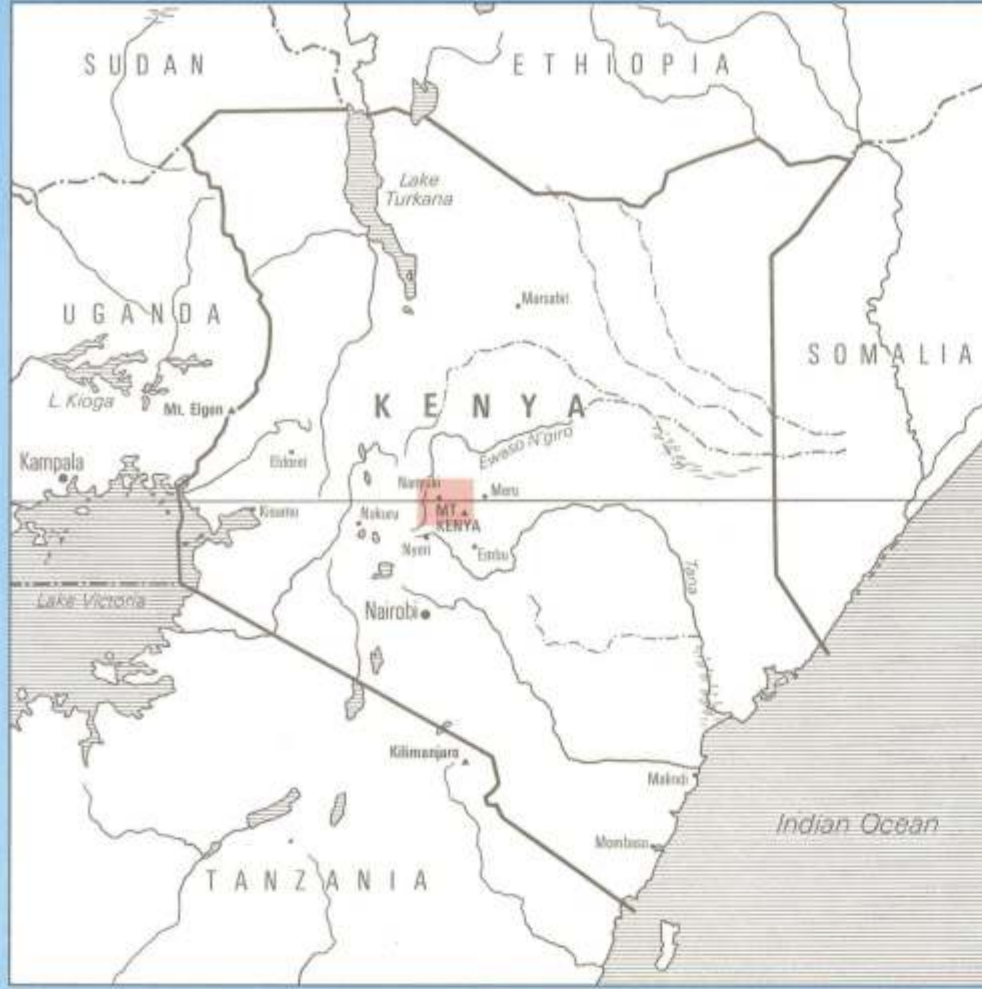 SUDAN
ETHIOPIA
Lake
Turkana
Marsabit
UGANDA
SOMALIA
L. Kioga
Mt. Elgon
KENYA
Ewaso N'giro
Kampala
Eldoret
Nanyuki
Meru
Kisumu
Nakuru
MT.
KENYA
Nyeri
Embu
Tana
Lake Victoria
Nairobi
Kilimanjaro
Malindi
Indian Ocean
Mombasa
TANZANIA